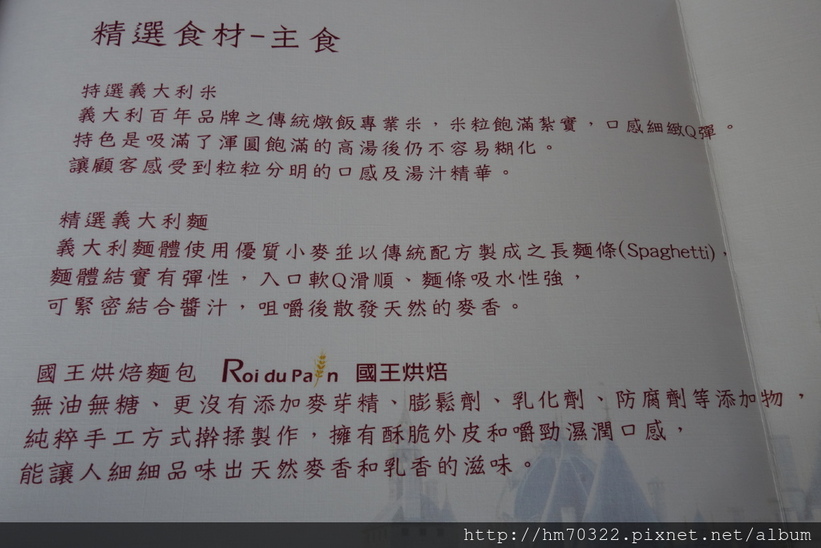 精選食材-主食
特選義大利米
義大利百年品牌之傳統燉飯專業米，米粒飽滿紮實，口感細緻Q彈。
特色是吸滿了渾圓飽滿的高湯後仍不容易糊化。
讓顧客感受到粒粒分明的口感及湯汁精華。
精選義大利麵
義大利麵體使用優質小麥並以傳統配方製成之長麵條(Spaghetti)，
麵體結實有彈性，入口軟Q滑順、麵條吸水性強，
可緊密結合醬汁，咀嚼後散發天然的麥香。
國王烘焙麵包 Roi du Pain 國王烘焙
無油無糖、更沒有添加麥芽精、膨鬆劑、乳化劑、防腐劑等添加物，
純粹手工方式擀揉製作，擁有酥脆外皮和嚼勁濕潤口感，
能讓人細細品味出天然麥香和乳香的滋味。
http://hm70322.pixnet.net/album